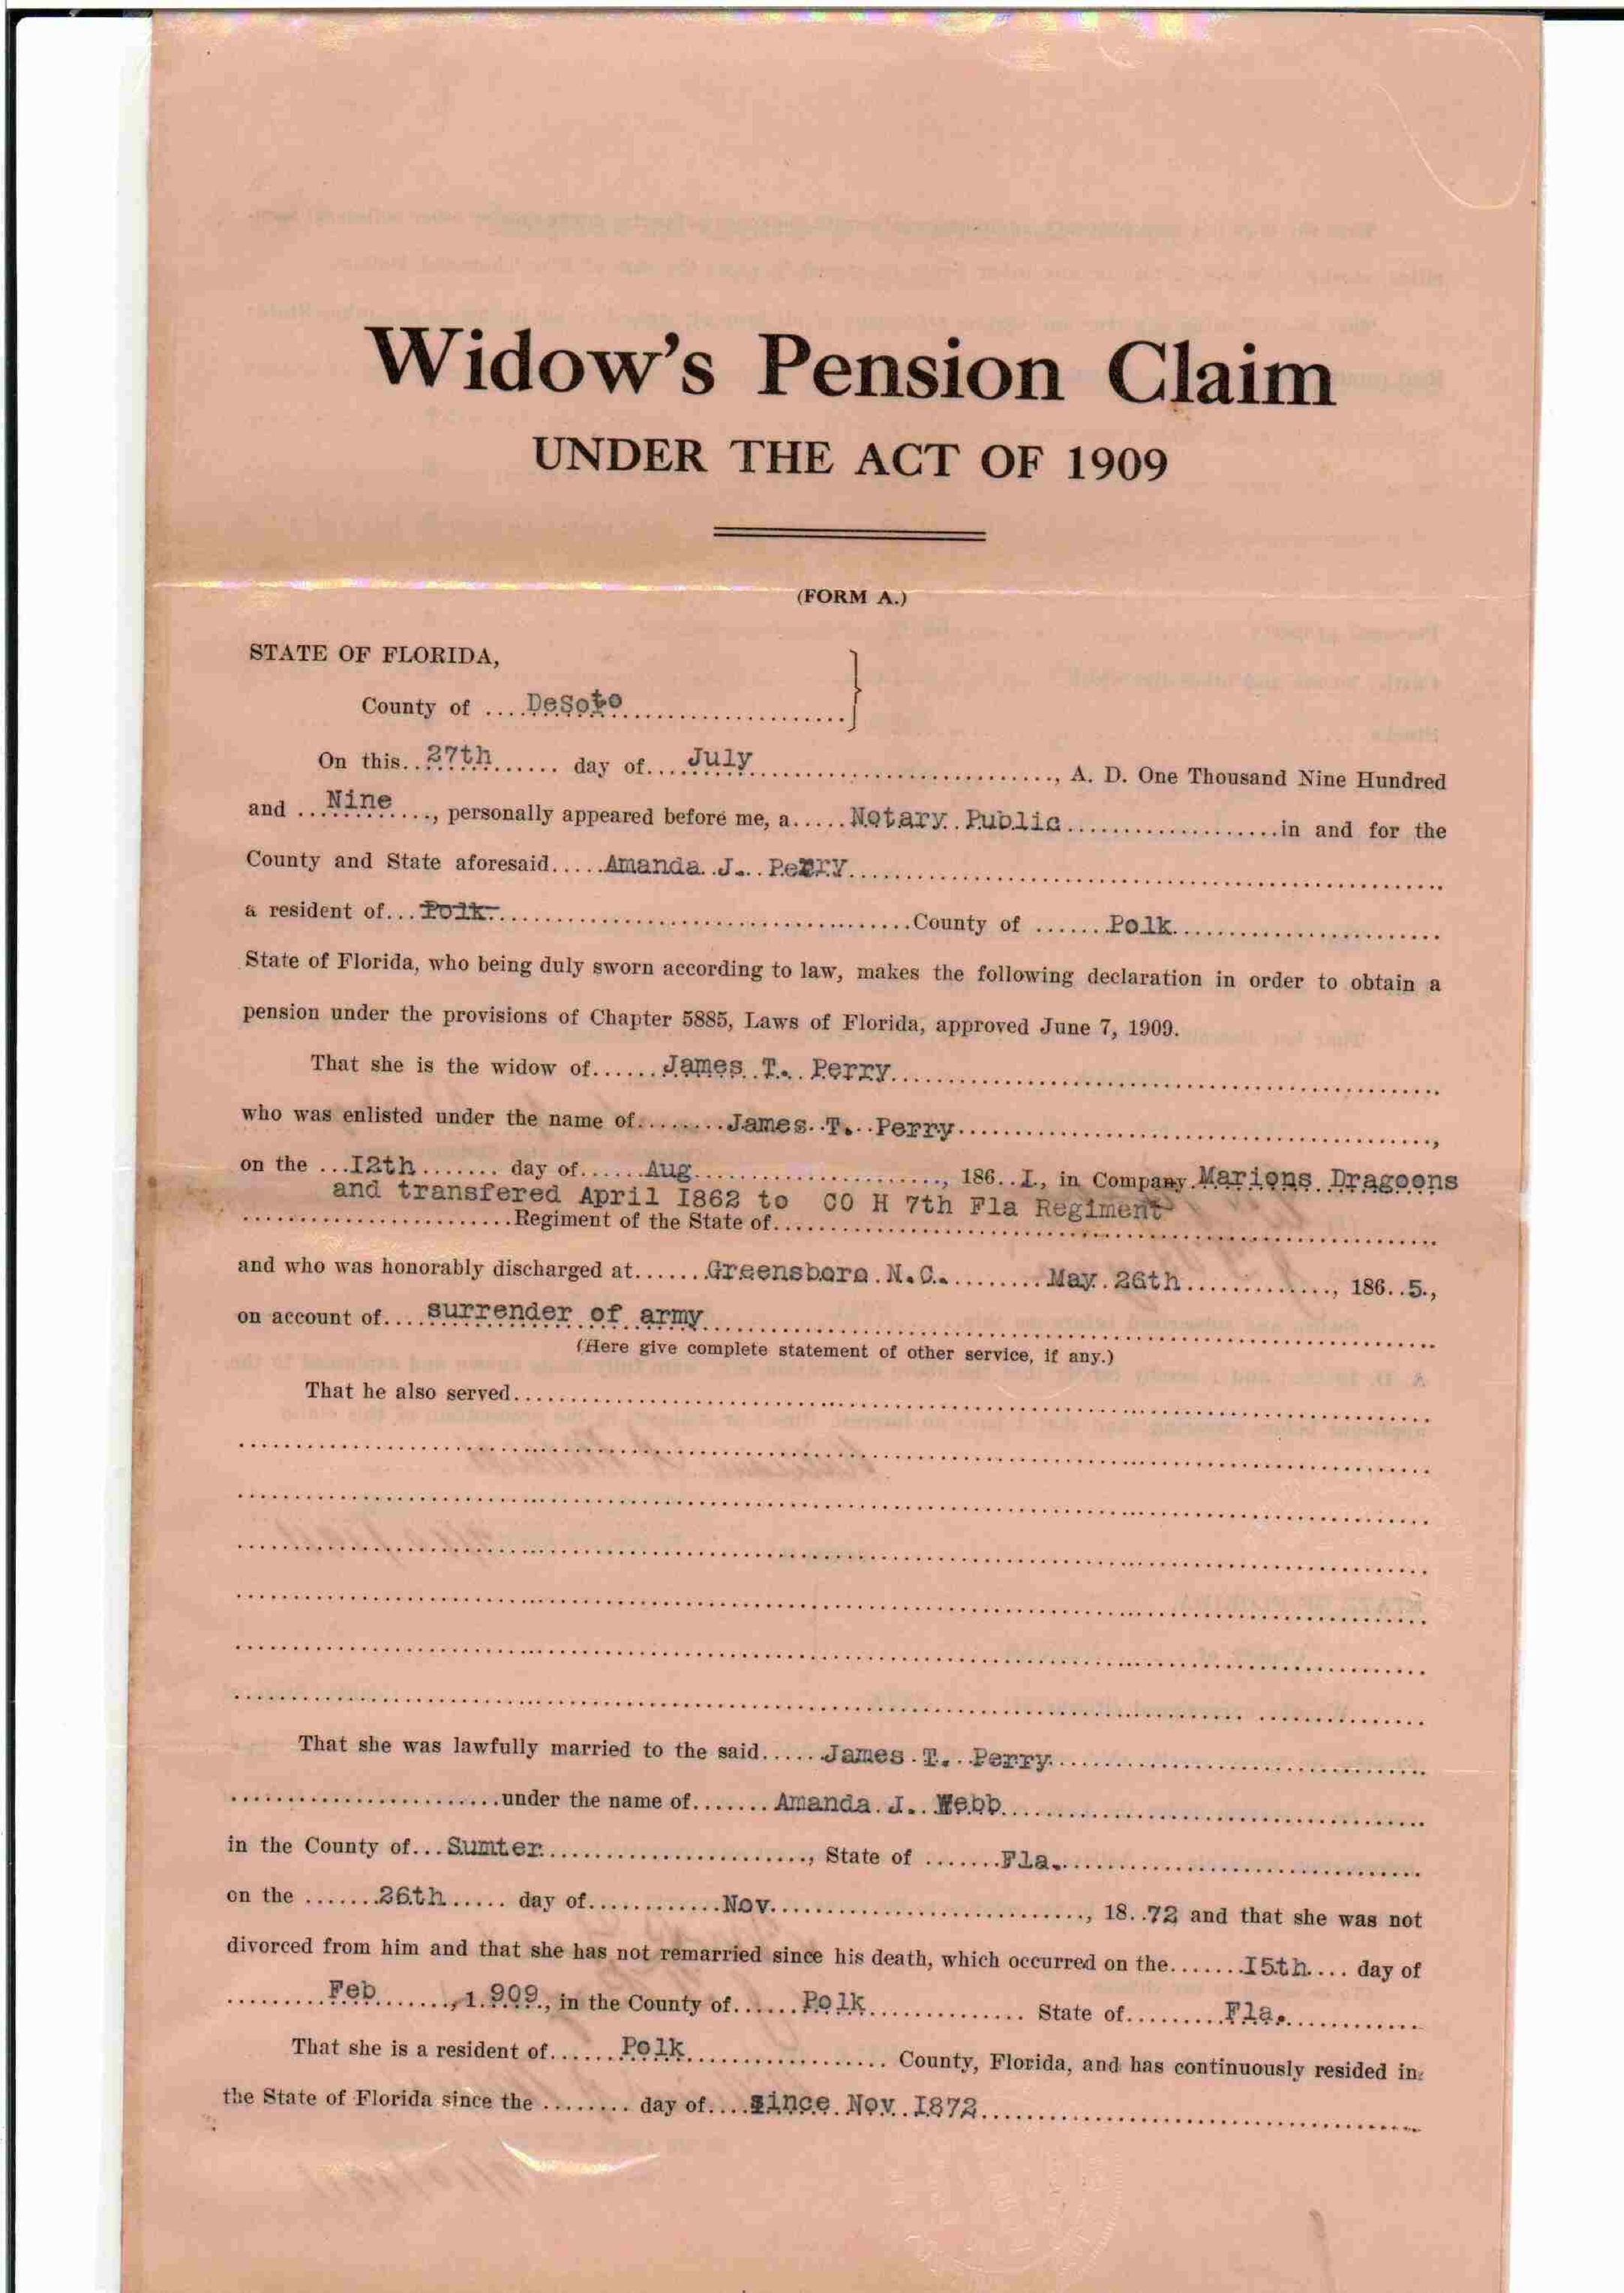 Widow's Pension Claim
UNDER THE ACT OF 1909
(FORM A.)
STATE OF FLORIDA,
County of ....DeSoto.........................}
On this..27th...... day of....July............................, A. D. One Thousand Nine Hundred
and ...Nine...., personally appeared before me, a.....Notary Public...................in and for the
County and State aforesaid.....Amanda J. Perry..........................................................
a resident of...Polk.......................................County of .......Polk........................
State of Florida, who being duly sworn according to law, makes the following declaration in order to obtain a
pension under the provisions of Chapter 5885, Laws of Florida, approved June 7, 1909.
That she is the widow of......James T. Perry.......................................................
who was enlisted under the name of........James T. Perry...............................................,
on the ...I2th....... day of......Aug......................, 186..I., in Company Marions Dragoons
and transfered April I862 to CO H 7th Fla Regiment
........................Regiment of the State of...........................................................
and who was honorably discharged at.......Greensboro N.C..........May 26th............., 186..5.,
on account of....surrender of army.................................................................
(Here give complete statement of other service, if any.)
That he also served.................................................................................
....................................................................................................
....................................................................................................
....................................................................................................
....................................................................................................
....................................................................................................
....................................................................................................
That she was lawfully married to the said......James T. Perry.....................................
........................under the name of.......Amanda J. Webb.....................................
in the County of...Sumter........................, State of .......Fla.................................
on the .......26th...... day of............Nov............................, 18..72 and that she was not
divorced from him and that she has not remarried since his death, which occurred on the.......I5th.... day of
.........Feb......., 1.909., in the County of......Polk............... State of.........Fla.............
That she is a resident of......Polk.................. County, Florida, and has continuously resided in
the State of Florida since the ........ day of....since Nov I872.......................................